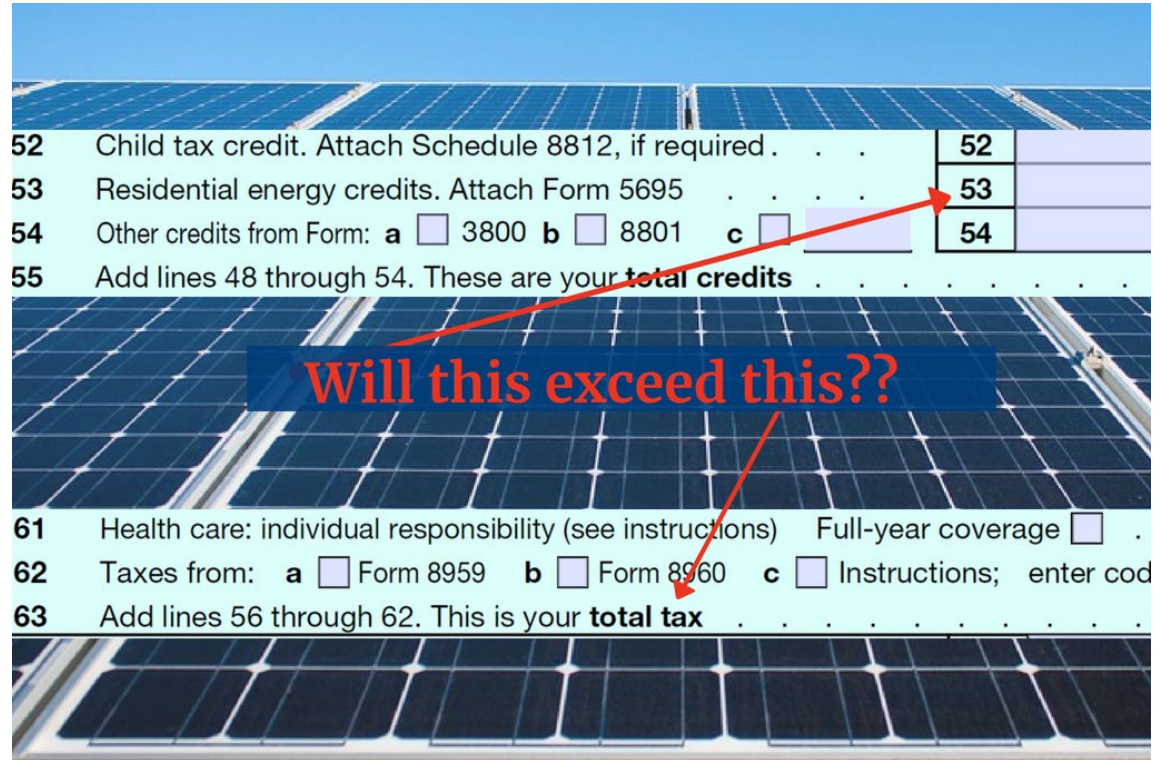 52 Child tax credit. Attach Schedule 8812, if required . . . 52
53 Residential energy credits. Attach Form 5695 . . . . 53
54 Other credits from Form: a 3800 b 8801 c 54
55 Add lines 48 through 54. These are your total credits . . . . . . . .
Will this exceed this??
61 Health care: individual responsibility (see instructions) Full-year coverage .
62 Taxes from: a Form 8959 b Form 8960 c Instructions; enter cod
63 Add lines 56 through 62. This is your total tax . . . . . . . . . .